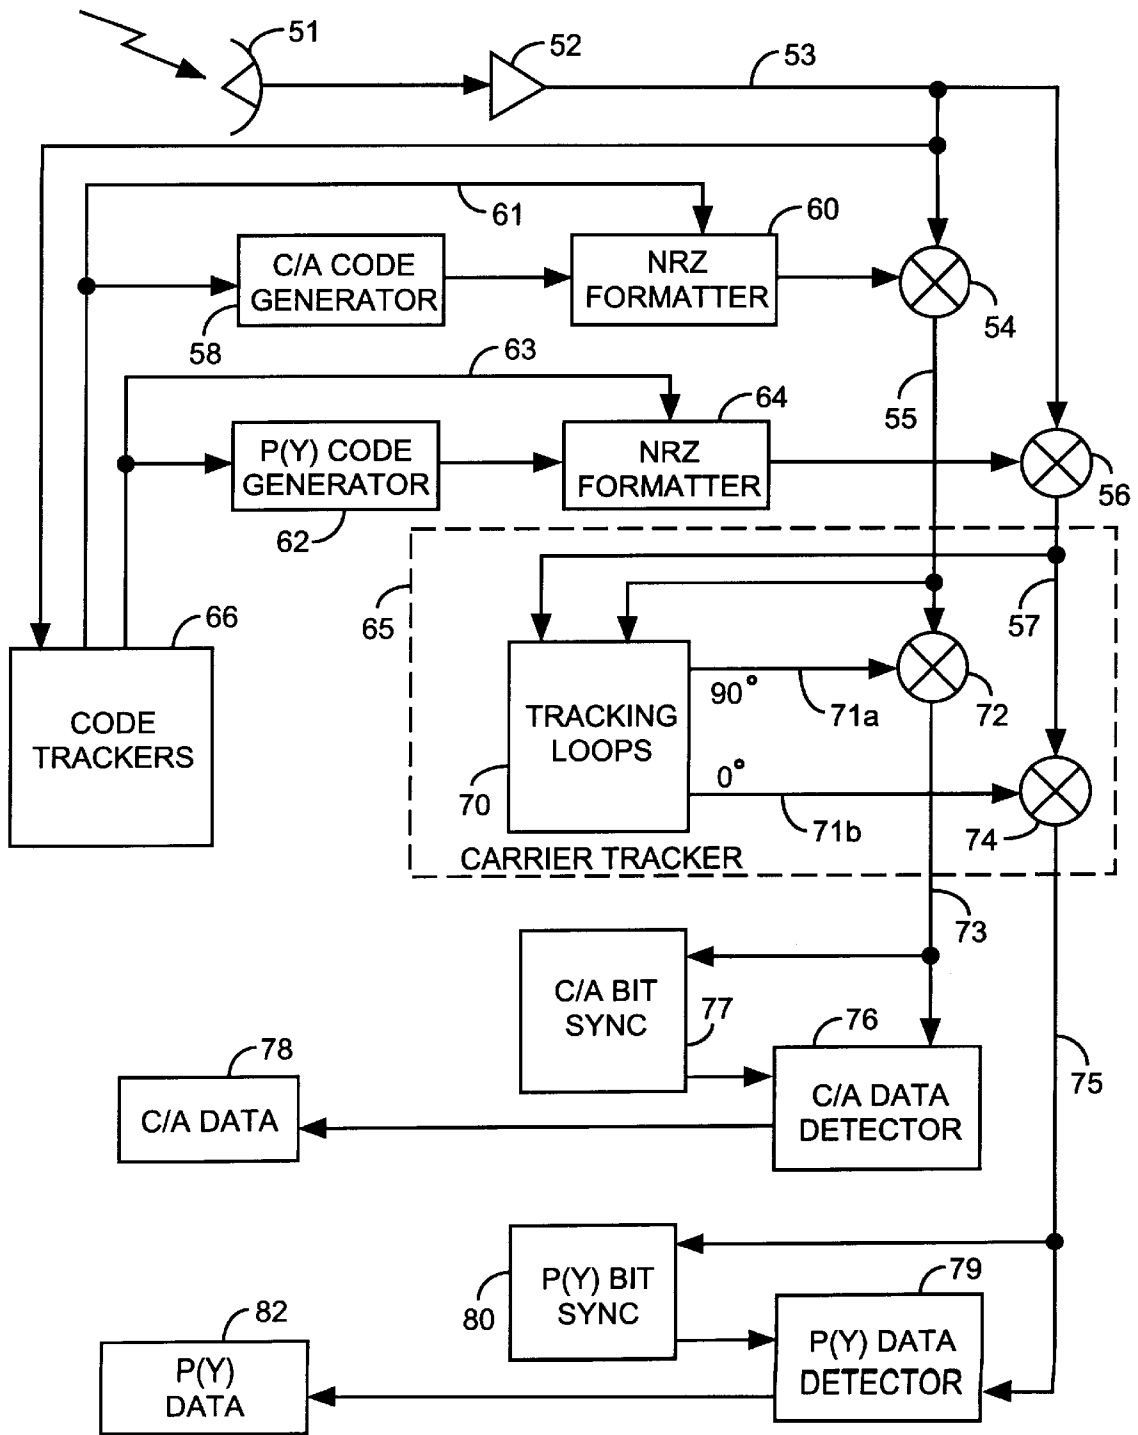 51
52
53
61
60
C/A CODE
GENERATOR
NRZ
FORMATTER
58
54
63
55
64
P(Y) CODE
GENERATOR
NRZ
FORMATTER
56
62
65
57
66
CODE
TRACKERS
TRACKING
LOOPS
90°
71a
72
70
0°
71b
74
CARRIER TRACKER
73
C/A BIT
SYNC
77
76
75
78
C/A DATA
C/A DATA
DETECTOR
79
P(Y) BIT
SYNC
80
82
P(Y)
DATA
P(Y) DATA
DETECTOR